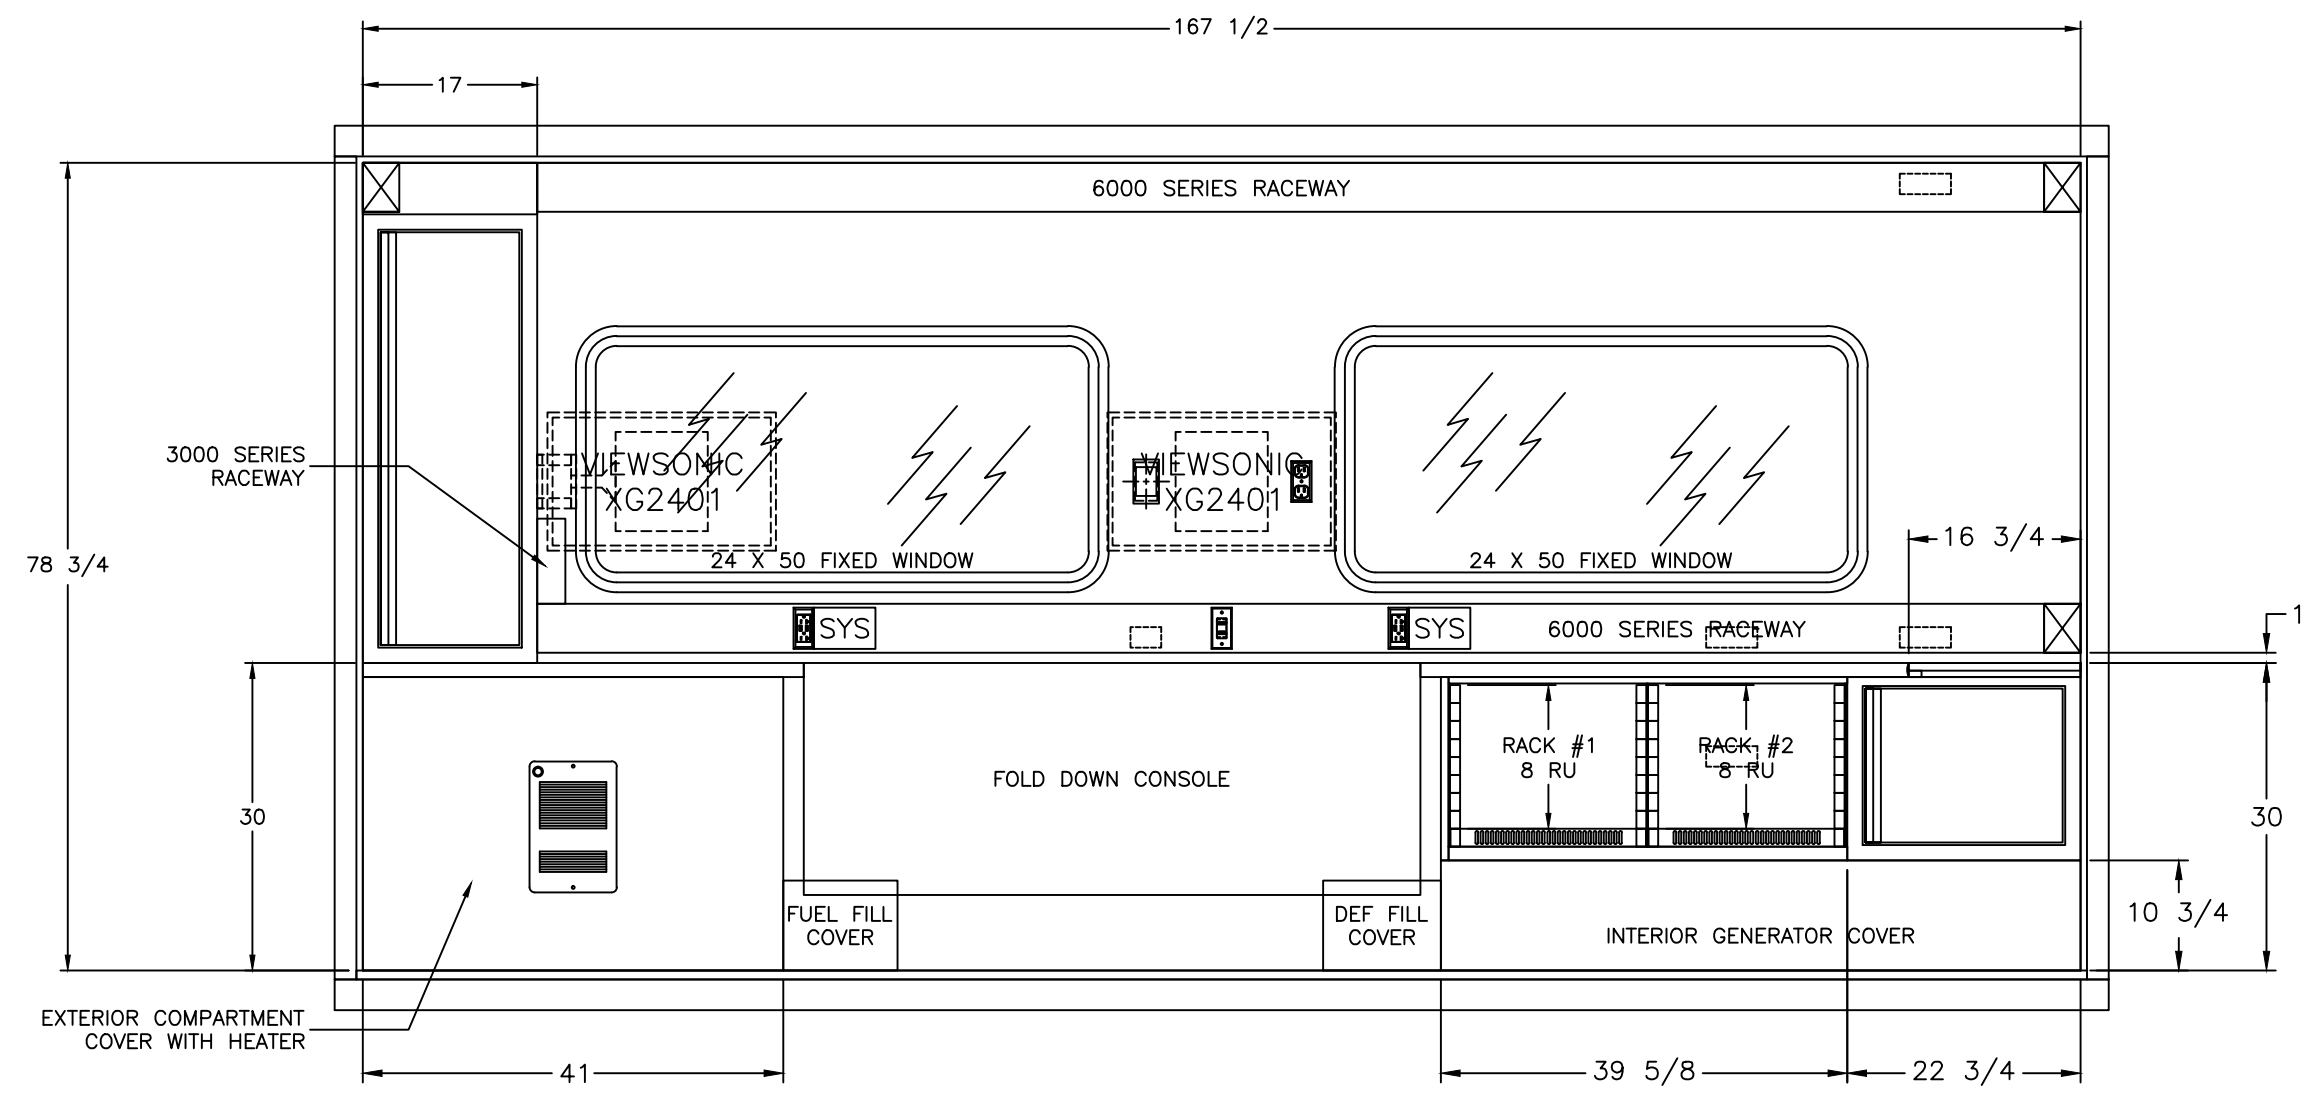 167 1/2
17
6000 SERIES RACEWAY
3000 SERIES
RACEWAY
VIEWSONIC
XG2401
VIEWSONIC
XG2401
24 X 50 FIXED WINDOW
24 X 50 FIXED WINDOW
16 3/4
78 3/4
SYS
SYS
6000 SERIES RACEWAY
1
RACK #1
8 RU
RACK #2
8 RU
FOLD DOWN CONSOLE
30
30
FUEL FILL
COVER
DEF FILL
COVER
INTERIOR GENERATOR COVER
10 3/4
EXTERIOR COMPARTMENT
COVER WITH HEATER
41
39 5/8
22 3/4